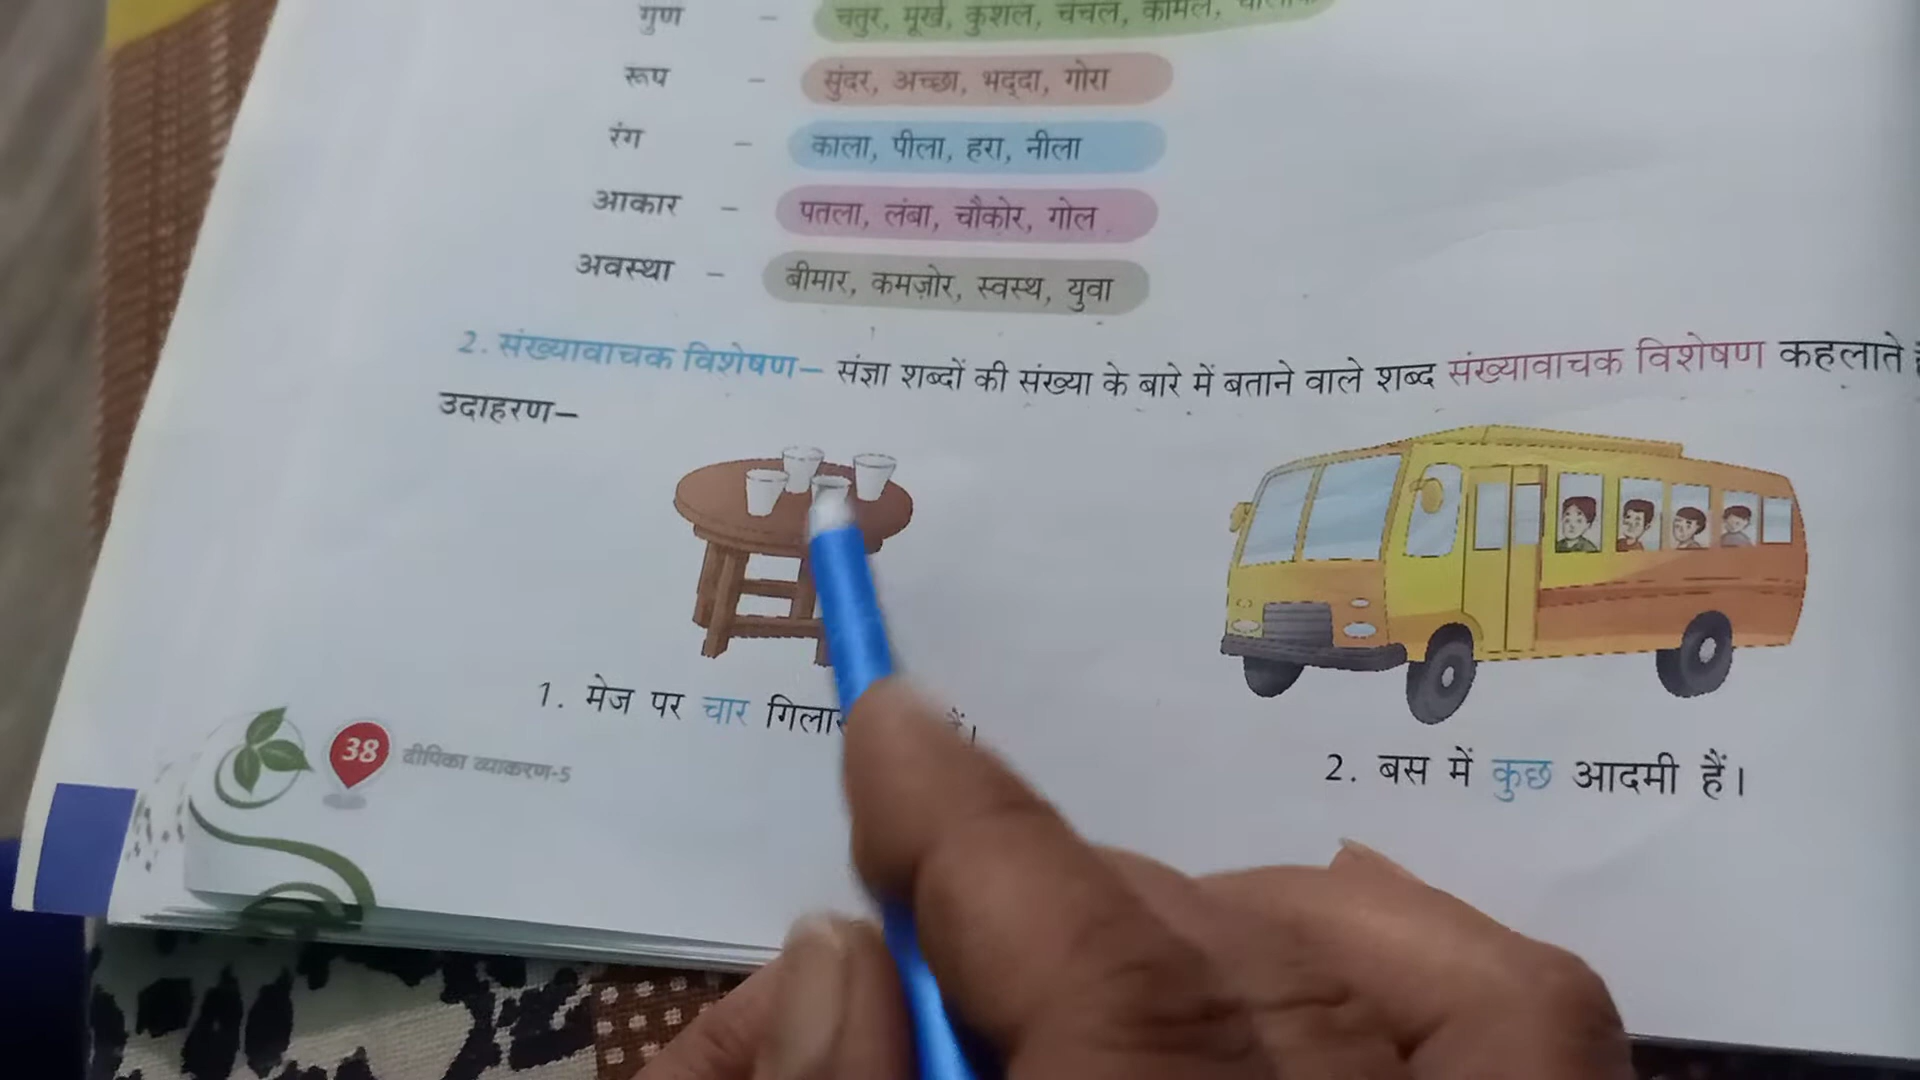 गुण – चतुर, मूर्ख, कुशल, चंचल, कोमल,
रूप – सुंदर, अच्छा, भद्दा, गोरा
रंग – काला, पीला, हरा, नीला
आकार – पतला, लंबा, चौकोर, गोल
अवस्था – बीमार, कमज़ोर, स्वस्थ, युवा
2. संख्यावाचक विशेषण– संज्ञा शब्दों की संख्या के बारे में बताने वाले शब्द संख्यावाचक विशेषण कहलाते
उदाहरण–
1. मेज पर चार हैं।
2. बस में कुछ आदमी हैं।
38 दीपिका व्याकरण-5